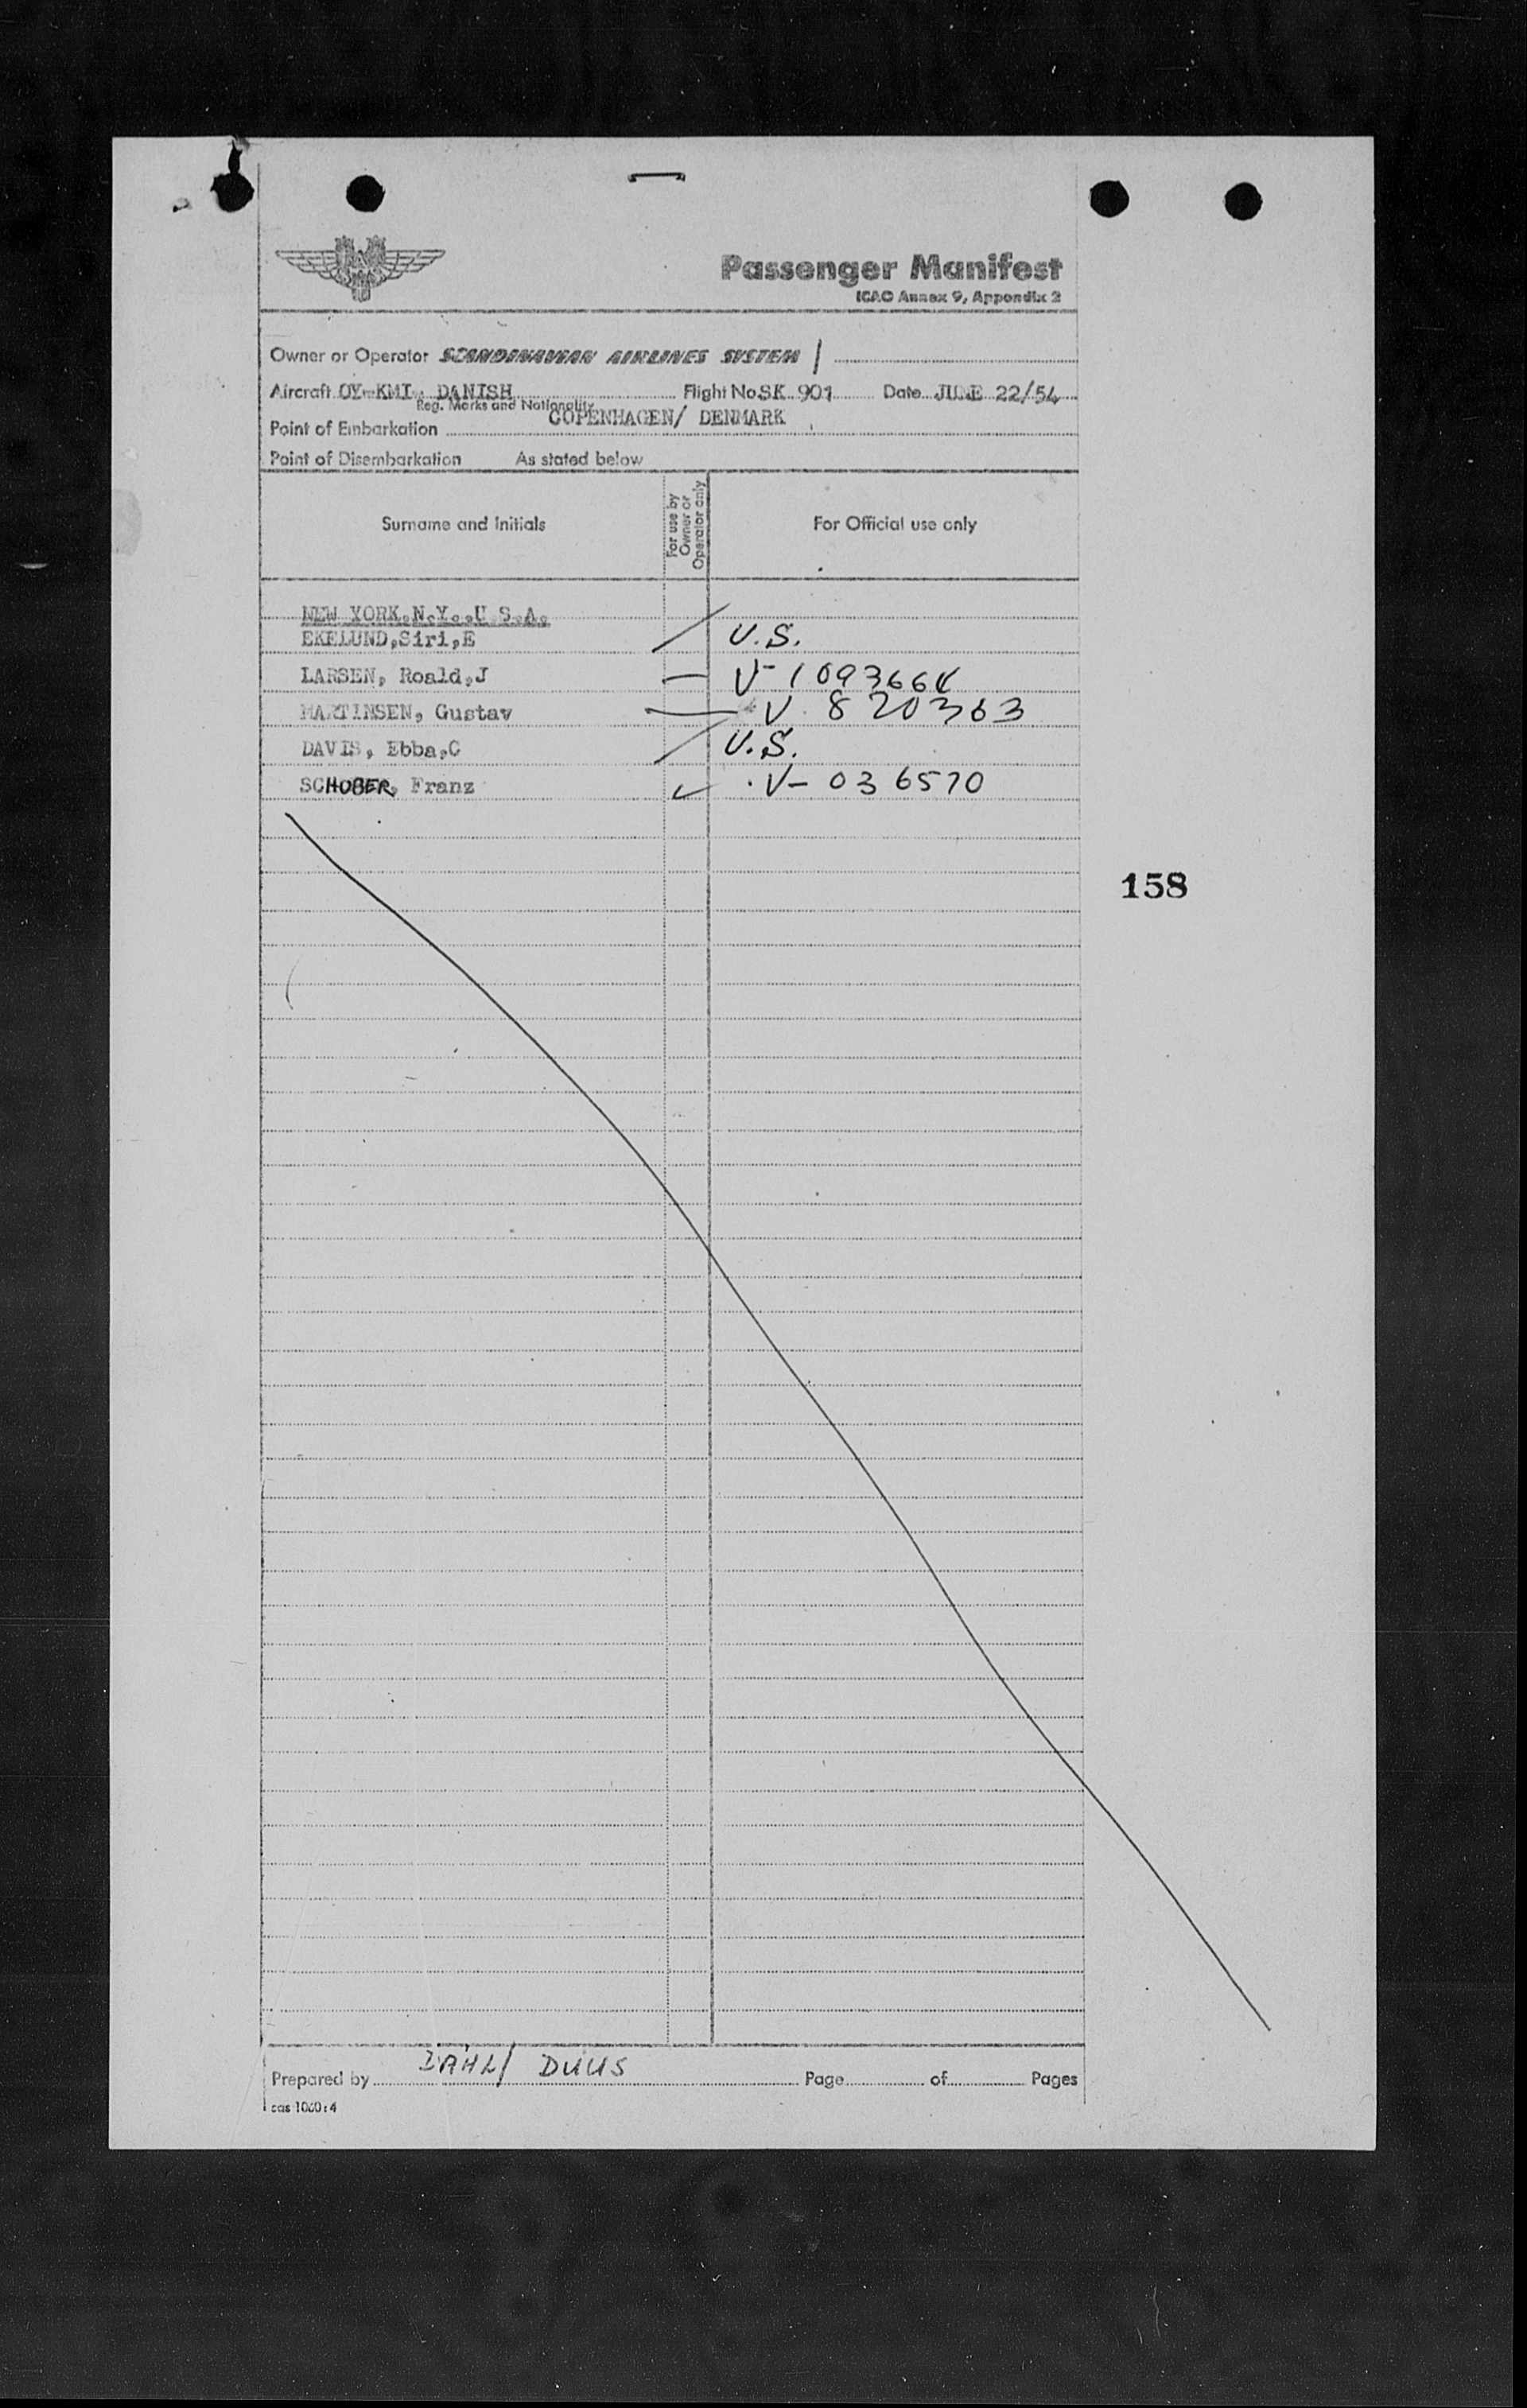 Passenger Manifest
ICAO Annex 9, Appendix 2
Owner or Operator SCANDINAVIAN AIRLINES SYSTEM
Aircraft OY-KMI DANISH Flight No. SK 901 Date JUNE 22/54
Reg. Marks and Nationality
Point of Embarkation COPENHAGEN/ DENMARK
Point of Disembarkation As stated below
Surname and Initials For use by Owner or Operator only For Official use only
NEW YORK,N.Y.,U.S.A.
EKELUND,Siri,E U.S.
LARSEN, Roald,J V-1093664
MARTINSEN, Gustav V 820363
DAVIS, Ebba,C U.S.
SCHOBER, Franz V-036570
158
Prepared by DAHL/ DUUS Page of Pages
sas 1060:4